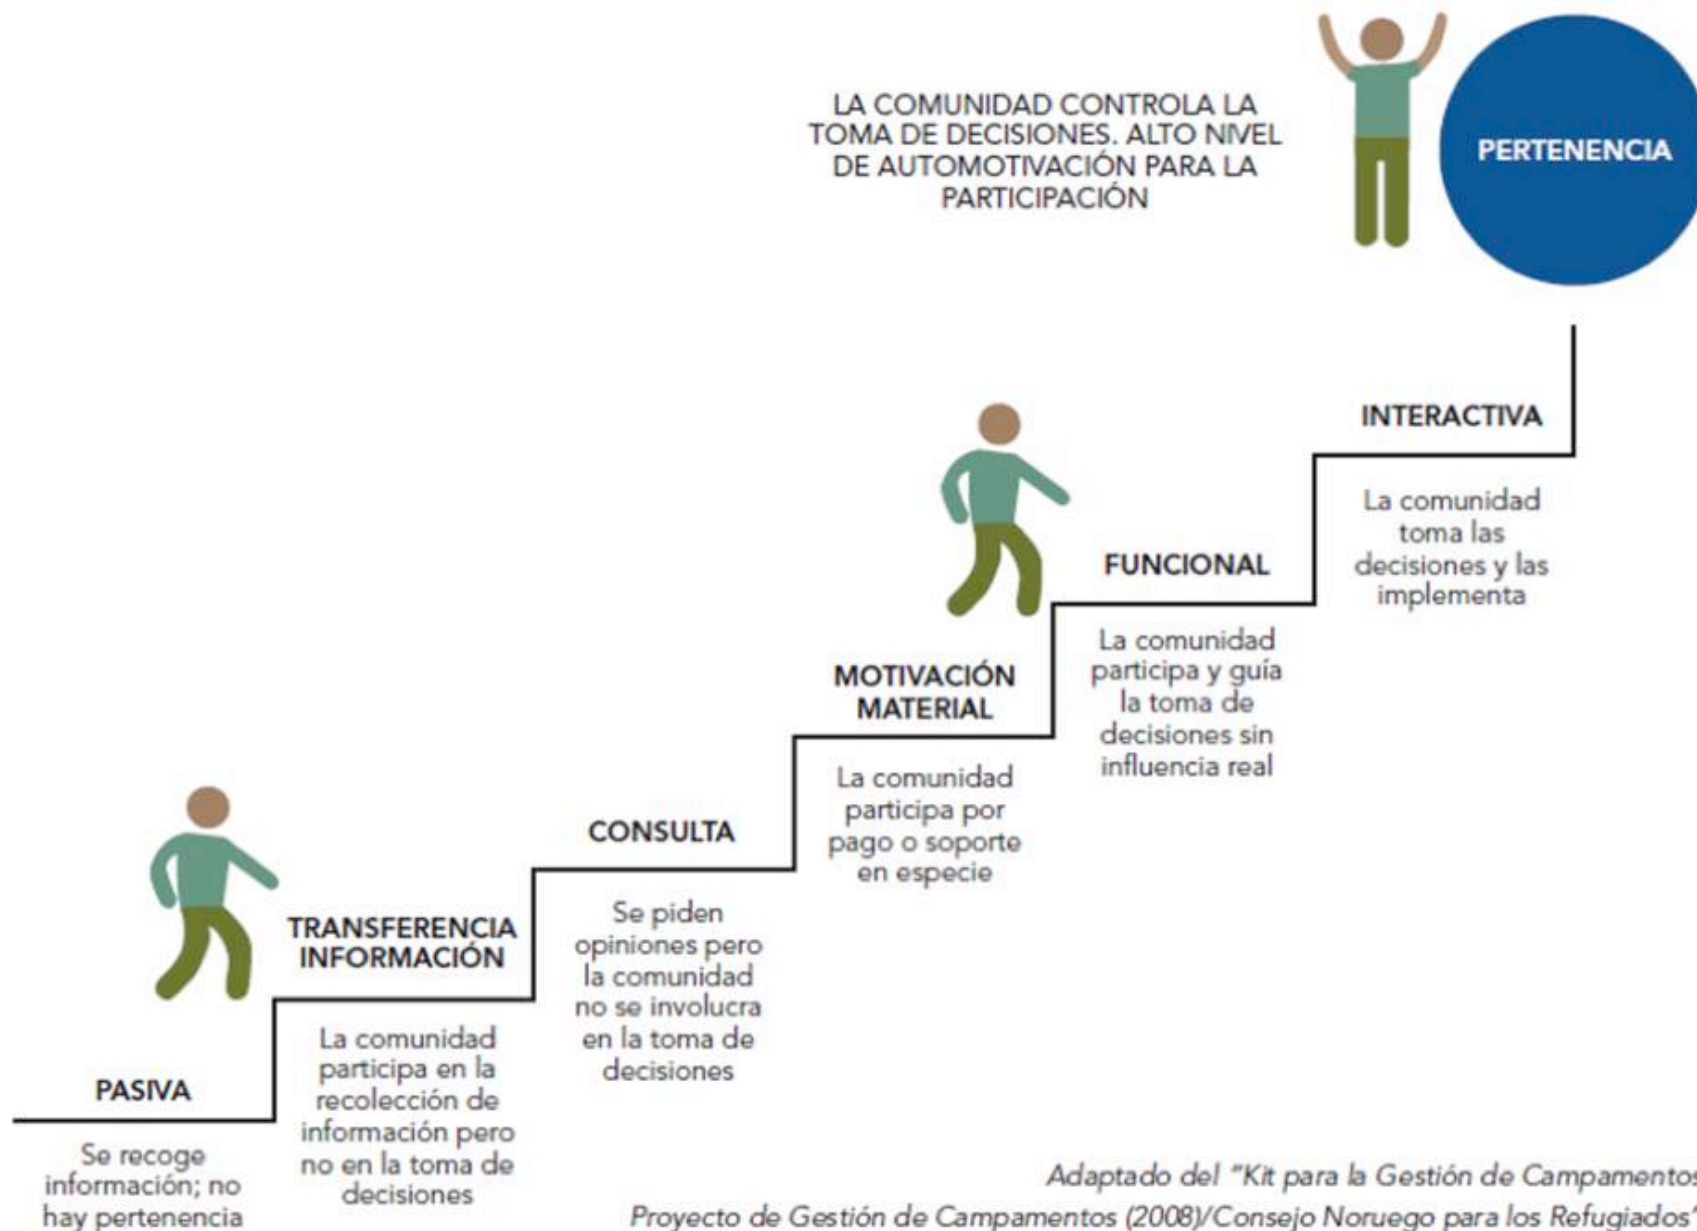 LA COMUNIDAD CONTROLA LA
TOMA DE DECISIONES. ALTO NIVEL
DE AUTOMOTIVACIÓN PARA LA
PARTICIPACIÓN
PERTENENCIA
INTERACTIVA
La comunidad
toma las
decisiones y las
implementa
FUNCIONAL
La comunidad
participa y guía
la toma de
decisiones sin
influencia real
MOTIVACIÓN
MATERIAL
La comunidad
participa por
pago o soporte
en especie
CONSULTA
Se piden
opiniones pero
la comunidad
no se involucra
en la toma de
decisiones
TRANSFERENCIA
INFORMACIÓN
La comunidad
participa en la
recolección de
información pero
no en la toma de
decisiones
PASIVA
Se recoge
información; no
hay pertenencia
Adaptado del "Kit para la Gestión de Campamentos
Proyecto de Gestión de Campamentos (2008)/Consejo Noruego para los Refugiados"